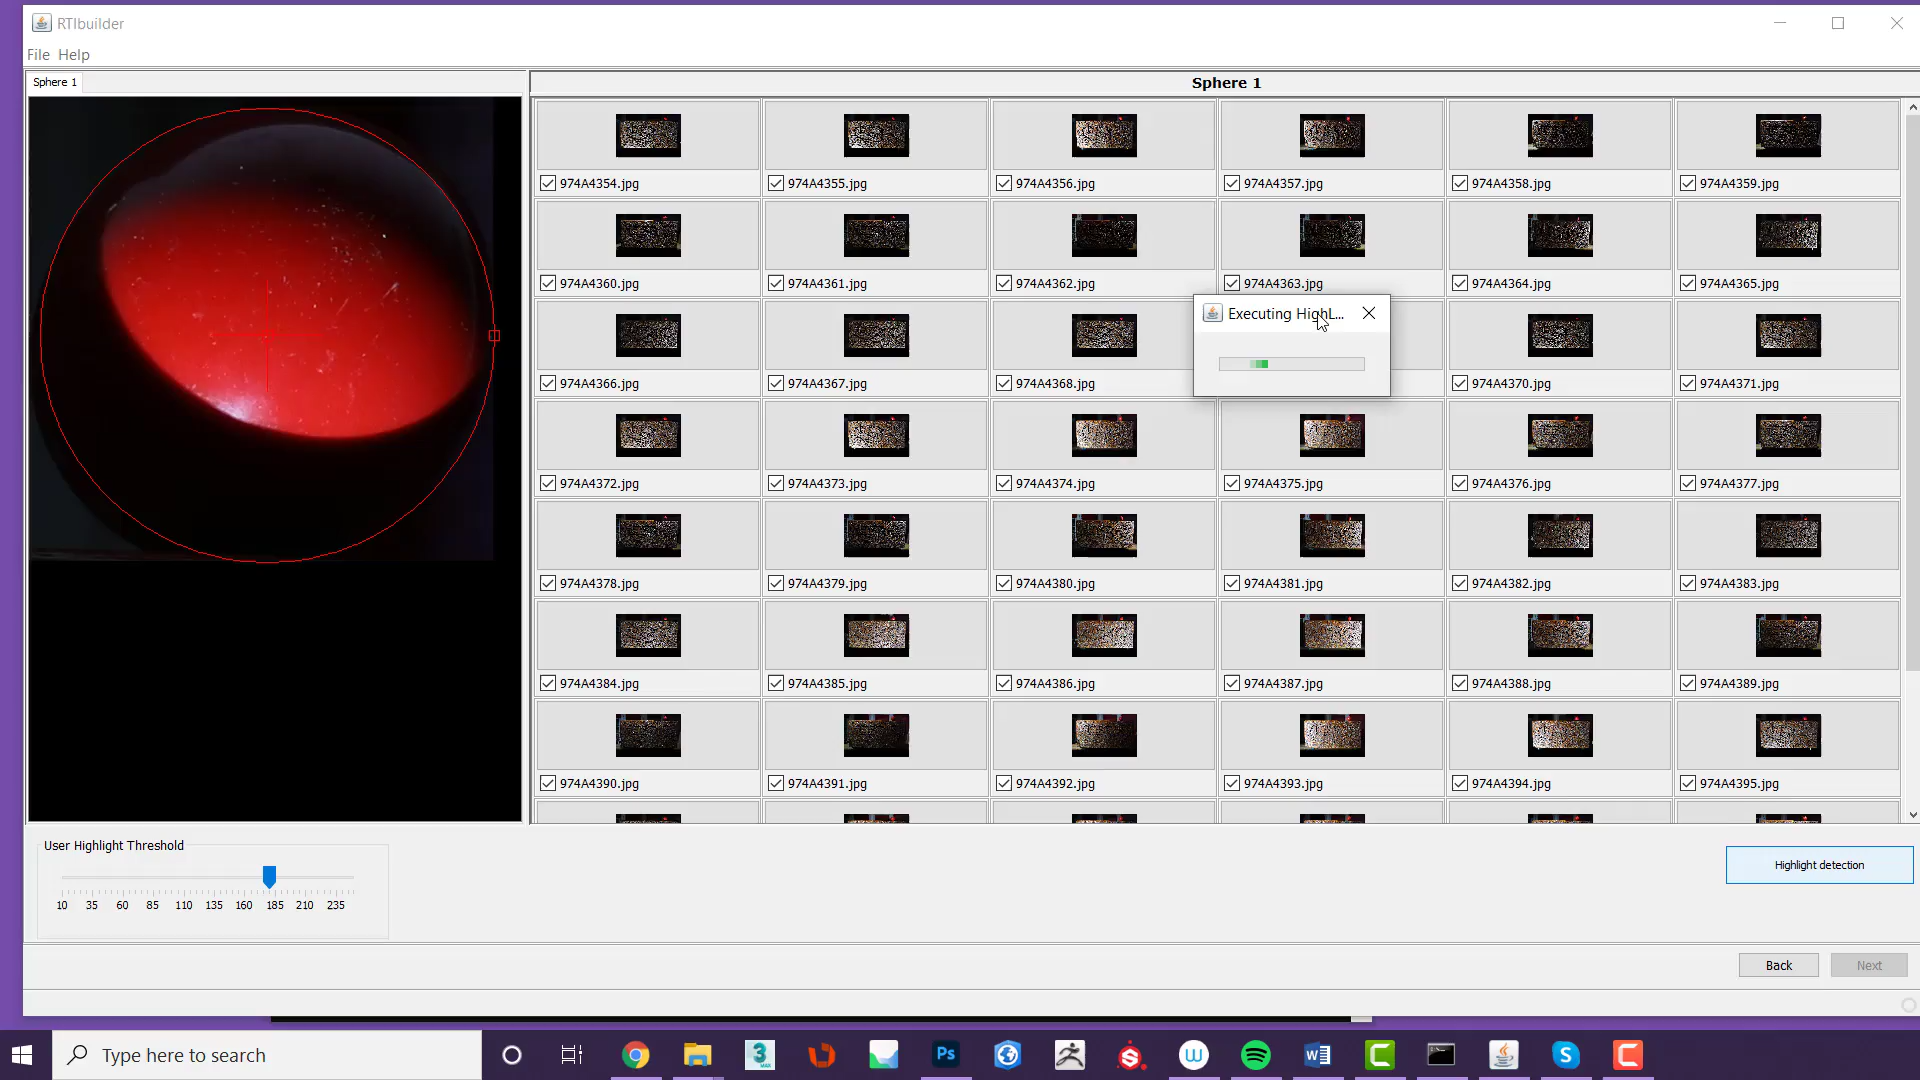 RTIbuilder
File Help
Sphere 1
Sphere 1
974A4354.jpg 974A4355.jpg 974A4356.jpg 974A4357.jpg 974A4358.jpg 974A4359.jpg
974A4360.jpg 974A4361.jpg 974A4362.jpg 974A4363.jpg 974A4364.jpg 974A4365.jpg
Executing HighL...
974A4366.jpg 974A4367.jpg 974A4368.jpg 974A4370.jpg 974A4371.jpg
974A4372.jpg 974A4373.jpg 974A4374.jpg 974A4375.jpg 974A4376.jpg 974A4377.jpg
974A4378.jpg 974A4379.jpg 974A4380.jpg 974A4381.jpg 974A4382.jpg 974A4383.jpg
974A4384.jpg 974A4385.jpg 974A4386.jpg 974A4387.jpg 974A4388.jpg 974A4389.jpg
974A4390.jpg 974A4391.jpg 974A4392.jpg 974A4393.jpg 974A4394.jpg 974A4395.jpg
User Highlight Threshold
10 35 60 85 110 135 160 185 210 235
Highlight detection
Back Next
Type here to search
3
MAX
Ps
S
W
W
C
S
C